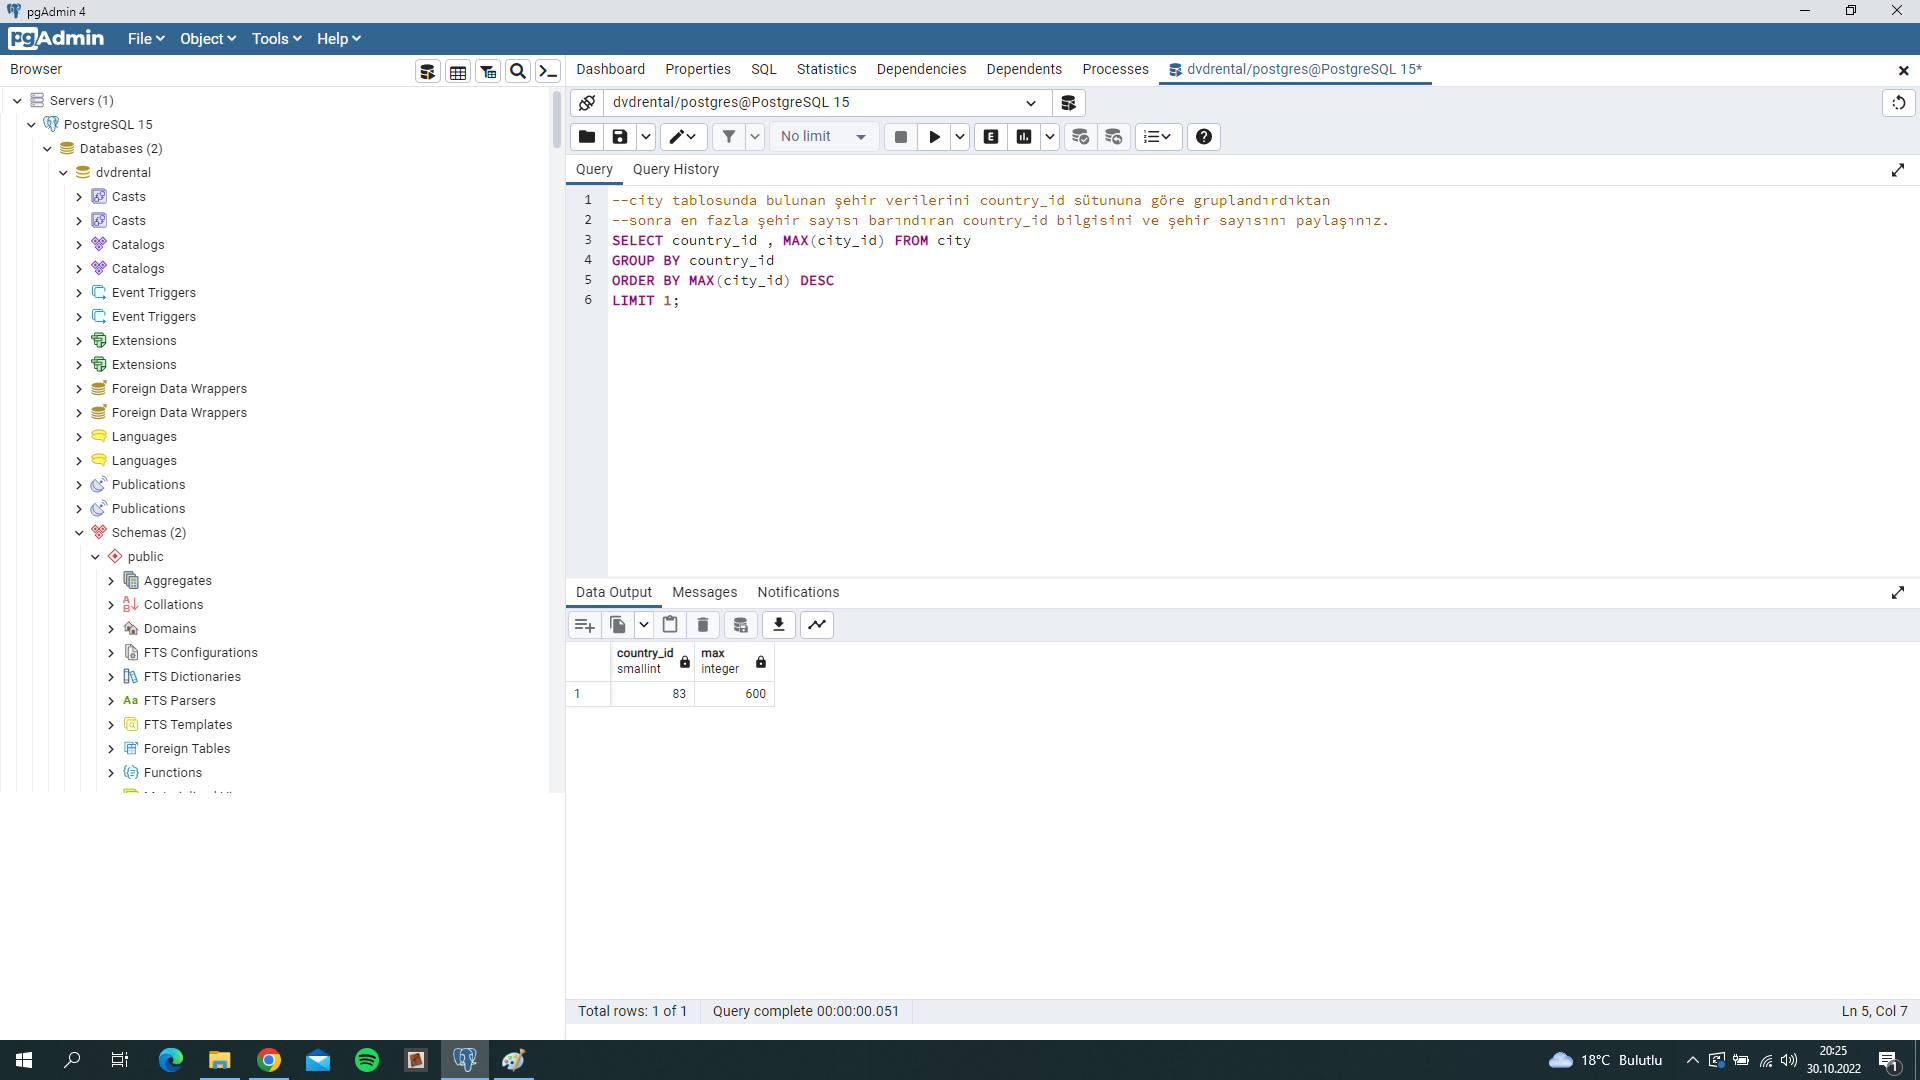 pgAdmin 4
pgAdmin File Object Tools Help
Browser
Dashboard Properties SQL Statistics Dependencies Dependents Processes dvdrental/postgres@PostgreSQL 15*
Servers (1)
PostgreSQL 15
Databases (2)
dvdrental
Casts
Casts
Catalogs
Catalogs
Event Triggers
Event Triggers
Extensions
Extensions
Foreign Data Wrappers
Foreign Data Wrappers
Languages
Languages
Publications
Publications
Schemas (2)
public
Aggregates
Collations
Domains
FTS Configurations
FTS Dictionaries
Aa FTS Parsers
FTS Templates
Foreign Tables
Functions
dvdrental/postgres@PostgreSQL 15
No limit
E
Query Query History
1 --city tablosunda bulunan şehir verilerini country_id sütununa göre gruplandırdıktan
2 --sonra en fazla şehir sayısı barındıran country_id bilgisini ve şehir sayısını paylaşınız.
3 SELECT country_id , MAX(city_id) FROM city
4 GROUP BY country_id
5 ORDER BY MAX(city_id) DESC
6 LIMIT 1;
Data Output Messages Notifications
country_id max
smallint integer
1 83 600
Total rows: 1 of 1 Query complete 00:00:00.051 Ln 5, Col 7
18°C Bulutlu
20:25
30.10.2022
1